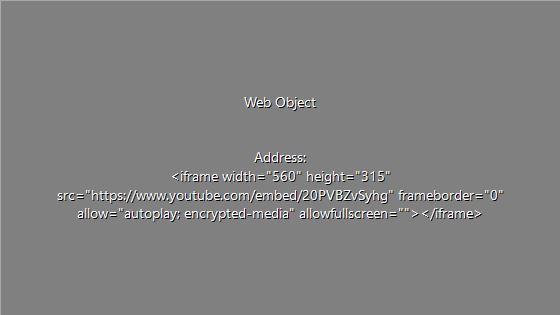 Web Object
Address:
<iframe width="560" height="315"
src="https://www.youtube.com/embed/20PVBZvSyhg" frameborder="0"
allow="autoplay; encrypted-media" allowfullscreen=""></iframe>